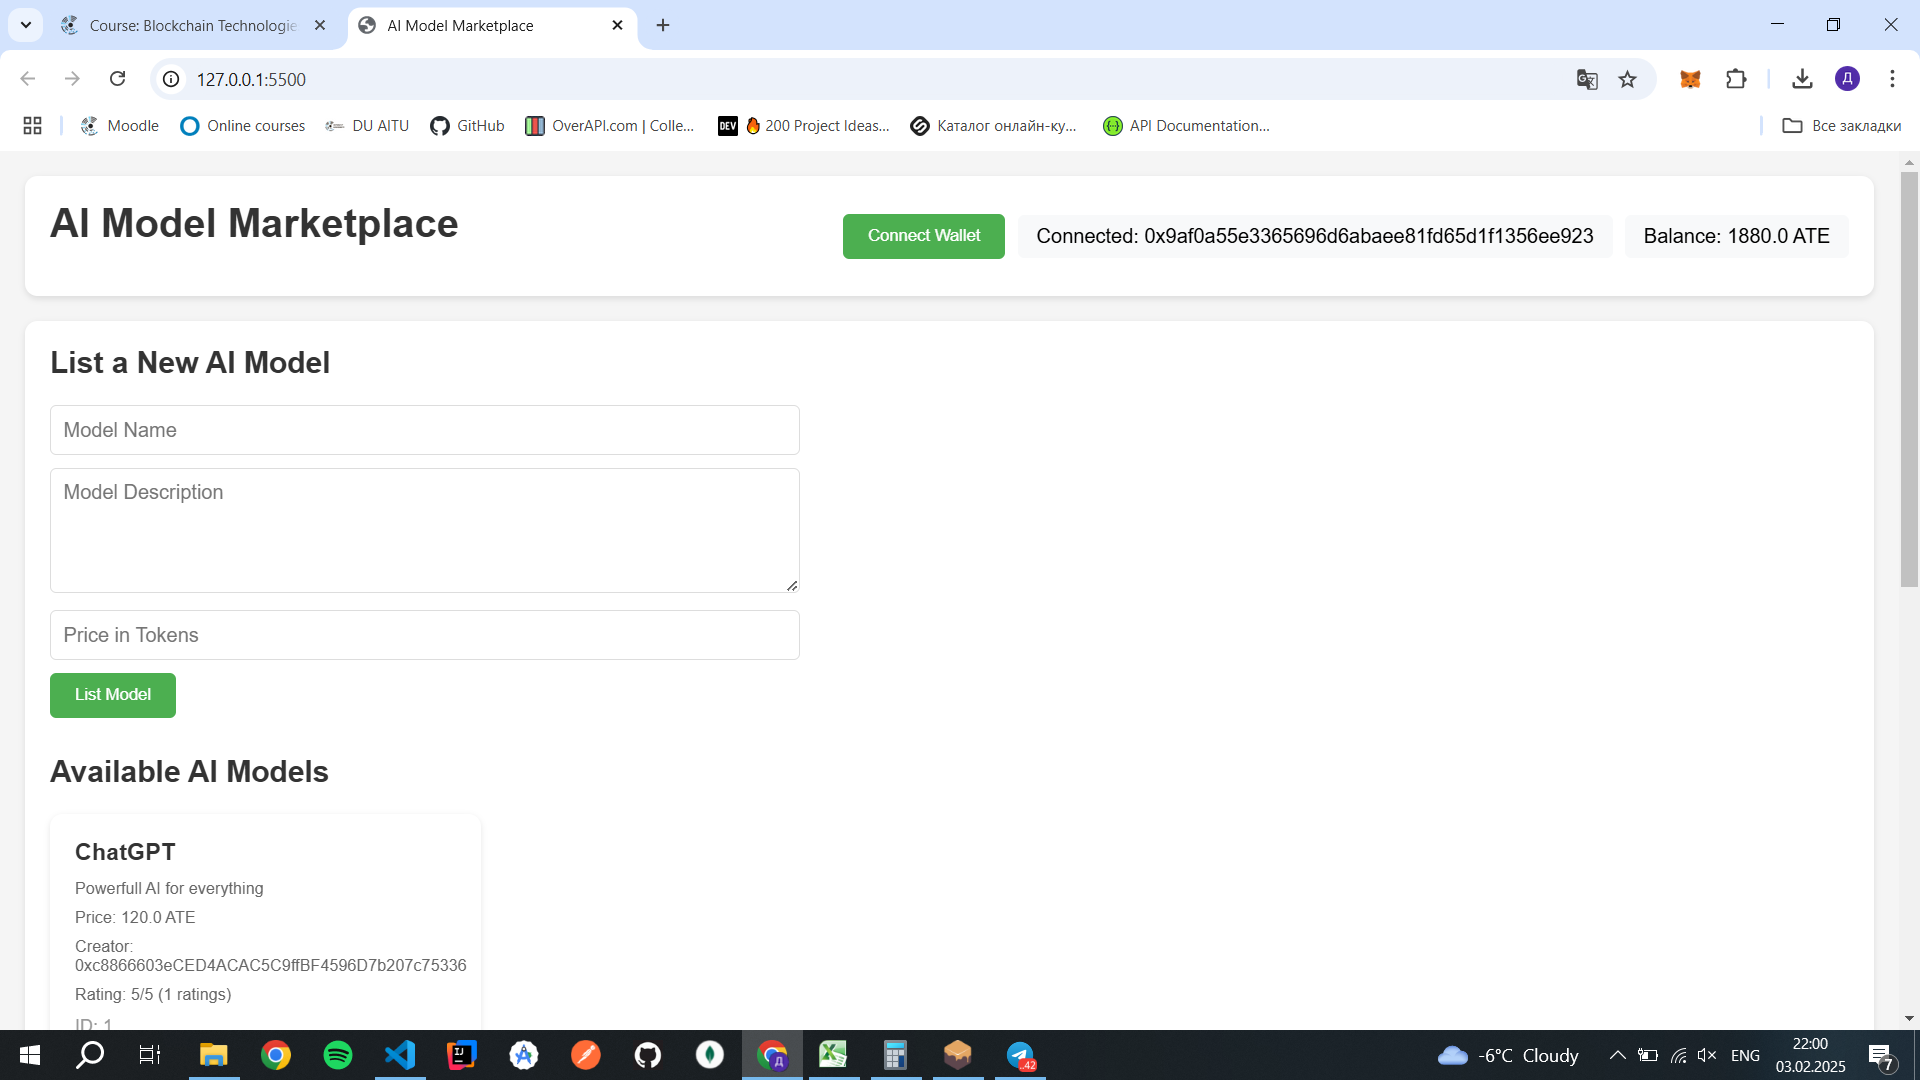 Course: Blockchain Technologie
AI Model Marketplace
127.0.0.1:5500
Д
Moodle
Online courses
DU AITU
GitHub
OverAPI.com | Colle...
DEV
🔥 200 Project Ideas...
Каталог онлайн-ку...
API Documentation...
Все закладки
AI Model Marketplace
Connect Wallet
Connected: 0x9af0a55e3365696d6abaee81fd65d1f1356ee923
Balance: 1880.0 ATE
List a New AI Model
Model Name
Model Description
Price in Tokens
List Model
Available AI Models
ChatGPT
Powerfull AI for everything
Price: 120.0 ATE
Creator:
0xc8866603eCED4ACAC5C9ffBF4596D7b207c75336
Rating: 5/5 (1 ratings)
ID: 1
-6°C Cloudy
ENG
22:00
03.02.2025
7
42